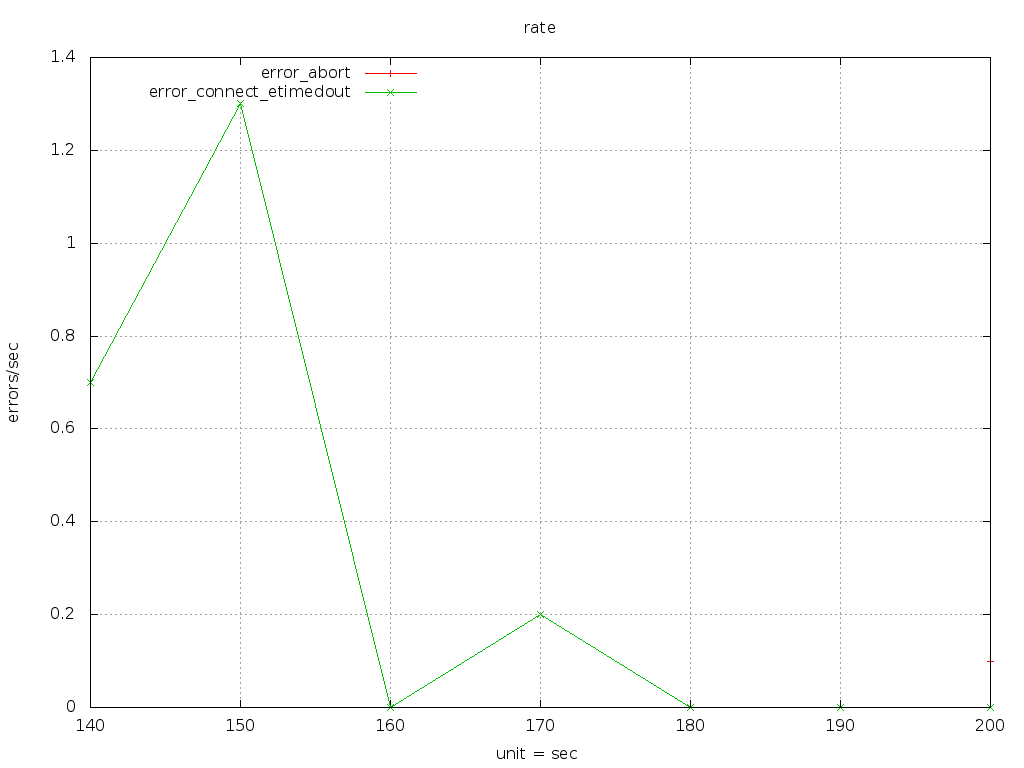 rate
1.4
error_abort
error_connect_etimedout
1.2
1
0.8
errors/sec
0.6
0.4
0.2
0
140 150 160 170 180 190 200
unit = sec